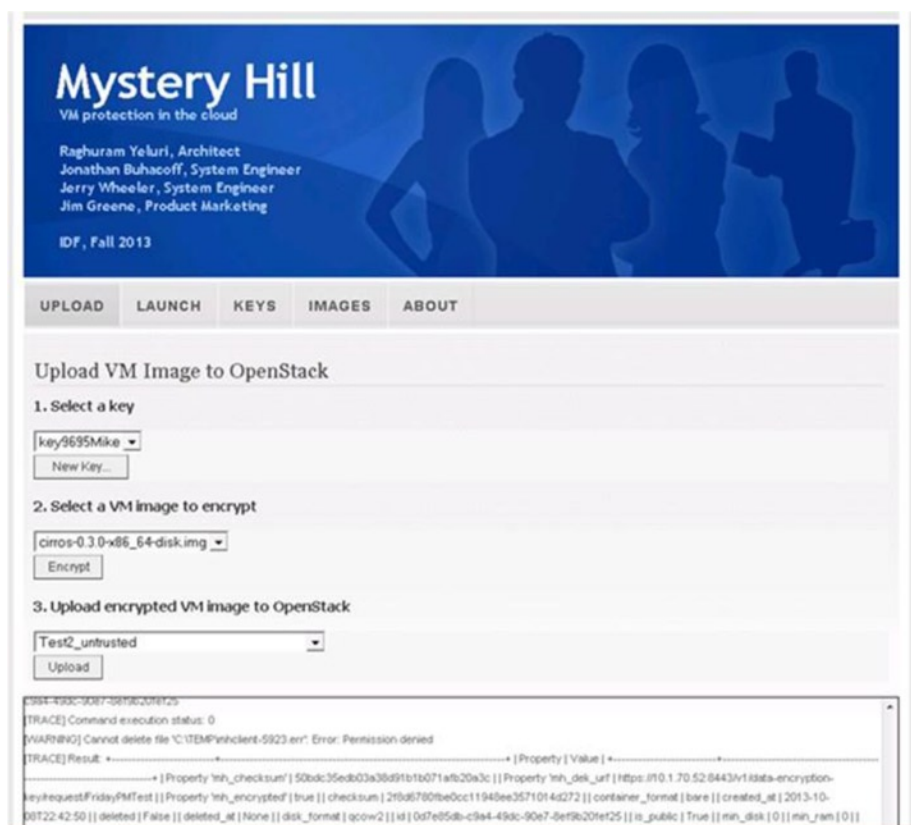 Mystery Hill
VM protection in the cloud
Raghuram Yeluri, Architect
Jonathan Buhacoff, System Engineer
Jerry Wheeler, System Engineer
Jim Greene, Product Marketing
IDF, Fall 2013
UPLOAD LAUNCH KEYS IMAGES ABOUT
Upload VM Image to OpenStack
1. Select a key
key9695Mike
New Key...
2. Select a VM image to encrypt
cirros-0.3.0-x86_64-disk.img
Encrypt
3. Upload encrypted VM image to OpenStack
Test2_untrusted
Upload
c9a4-49dc-90e7-8ef9b20fef25
[TRACE] Command execution status: 0
[WARNING] Cannot delete file 'C:\TEMP\mhclient-5923.err': Error: Permission denied
[TRACE] Result: +---+---+ | Property | Value | +---+
---+ | Property 'mh_checksum' | 50bdc35edb03a38d91b1b071afb20a3c | | Property 'mh_dek_url' | https://10.1.70.52:8443/v1/data-encryption-
key/request/FridayPMTest | | Property 'mh_encrypted' | true | | checksum | 2f8d6780fbe0cc11948ee3571014d272 | | container_format | bare | | created_at | 2013-10-
08T22:42:50 | | deleted | False | | deleted_at | None | | disk_format | qcow2 | | id | 0d7e85db-c9a4-49dc-90e7-8ef9b20fef25 | | is_public | True | | min_disk | 0 | | min_ram | 0 | |